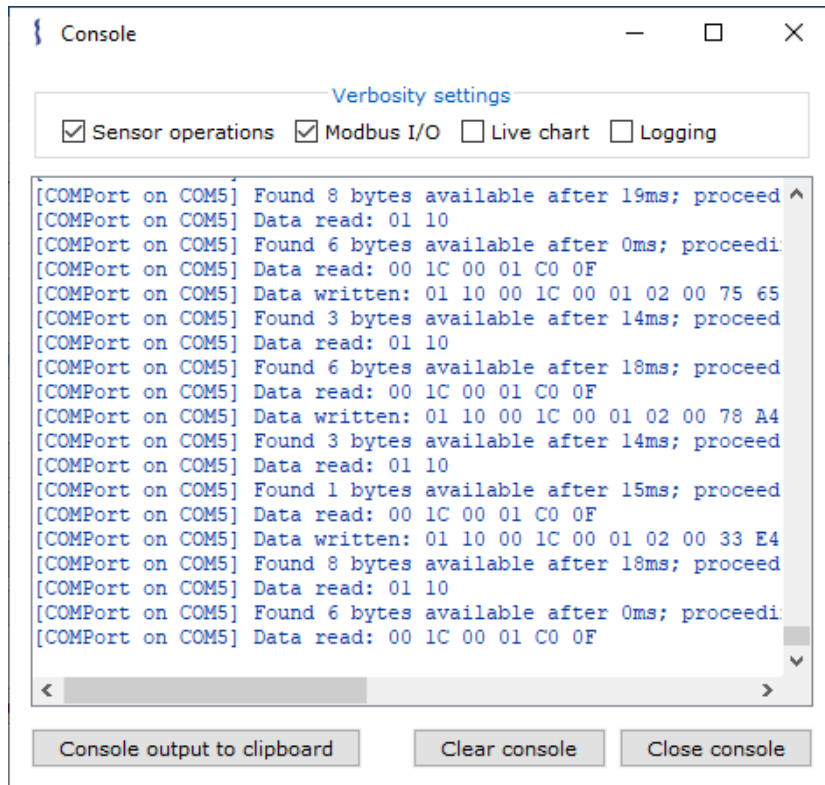 Console
Verbosity settings
Sensor operations Modbus I/O Live chart Logging
[COMPort on COM5] Found 8 bytes available after 19ms; proceed
[COMPort on COM5] Data read: 01 10
[COMPort on COM5] Found 6 bytes available after 0ms; proceedi
[COMPort on COM5] Data read: 00 1C 00 01 C0 0F
[COMPort on COM5] Data written: 01 10 00 1C 00 01 02 00 75 65
[COMPort on COM5] Found 3 bytes available after 14ms; proceed
[COMPort on COM5] Data read: 01 10
[COMPort on COM5] Found 6 bytes available after 18ms; proceed
[COMPort on COM5] Data read: 00 1C 00 01 C0 0F
[COMPort on COM5] Data written: 01 10 00 1C 00 01 02 00 78 A4
[COMPort on COM5] Found 3 bytes available after 14ms; proceed
[COMPort on COM5] Data read: 01 10
[COMPort on COM5] Found 1 bytes available after 15ms; proceed
[COMPort on COM5] Data read: 00 1C 00 01 C0 0F
[COMPort on COM5] Data written: 01 10 00 1C 00 01 02 00 33 E4
[COMPort on COM5] Found 8 bytes available after 18ms; proceed
[COMPort on COM5] Data read: 01 10
[COMPort on COM5] Found 6 bytes available after 0ms; proceedi
[COMPort on COM5] Data read: 00 1C 00 01 C0 0F
Console output to clipboard Clear console Close console